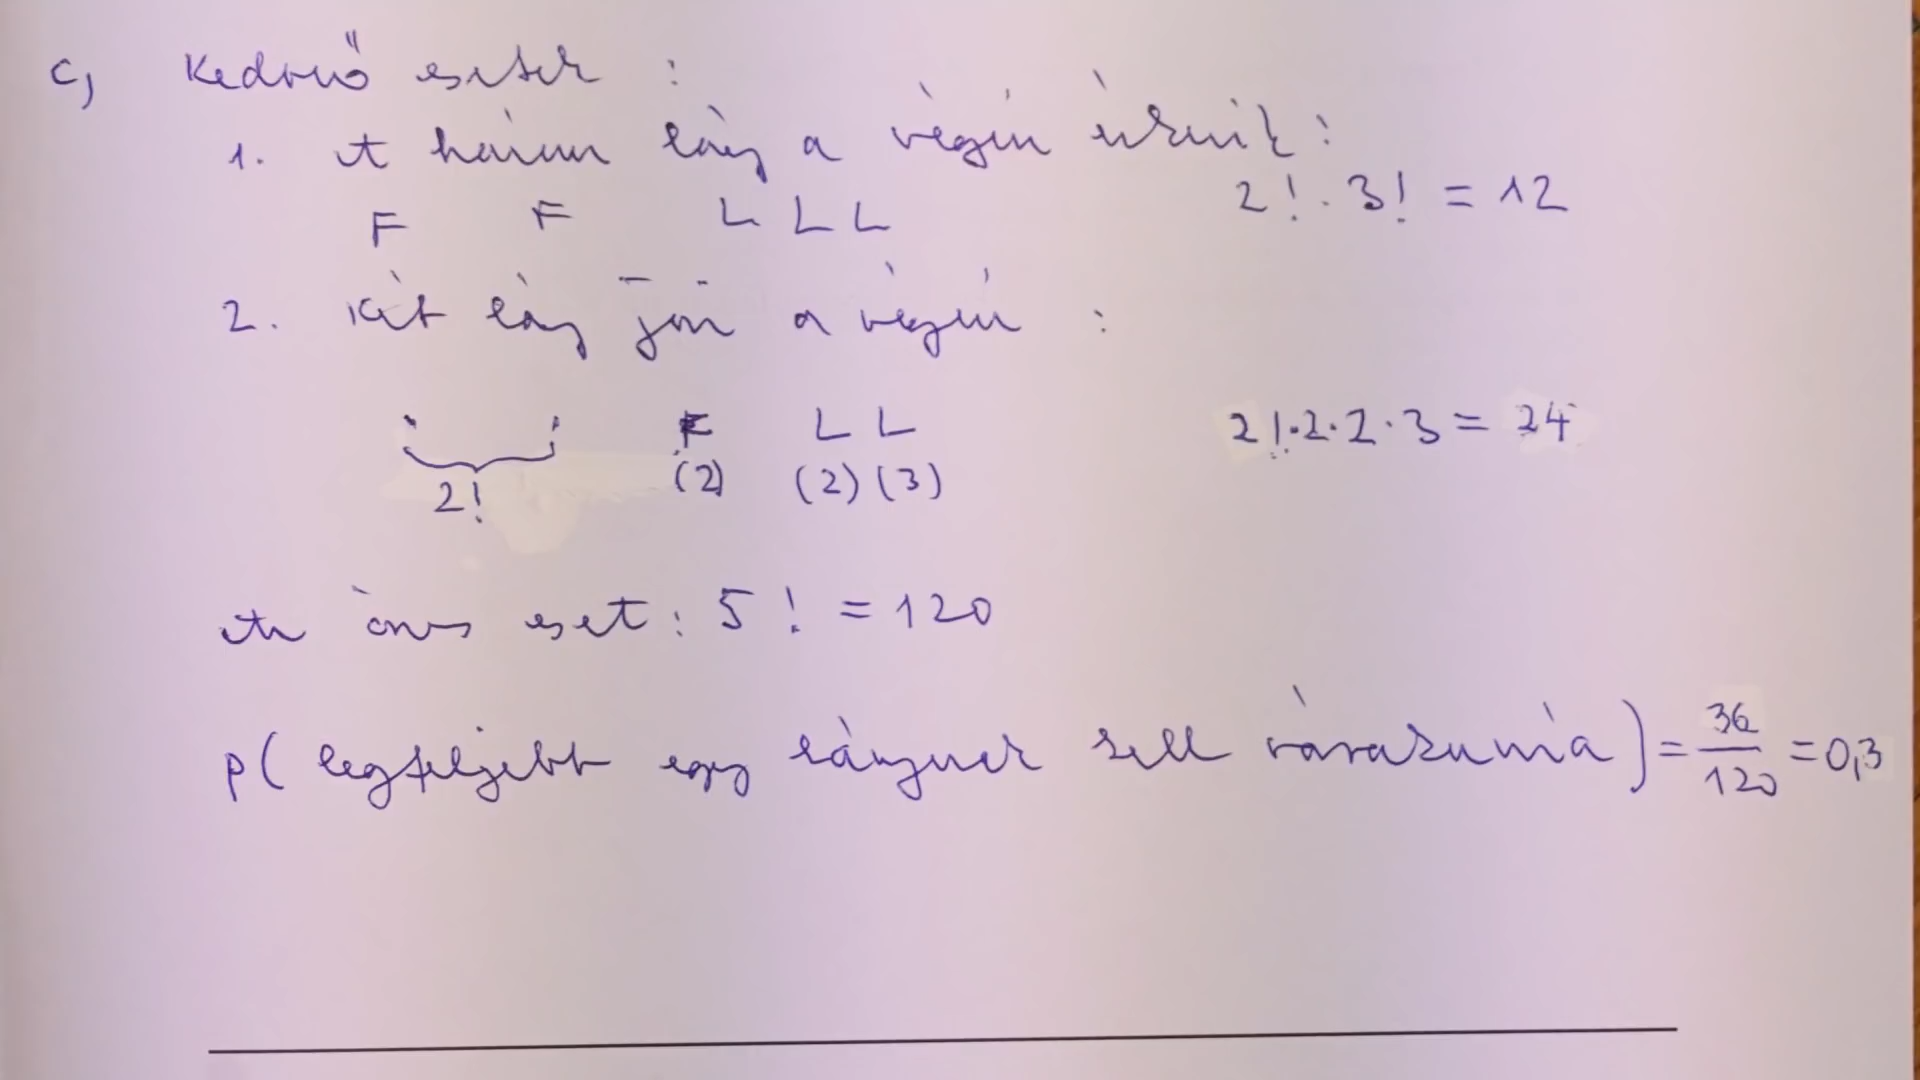 c, Kedvező esetek :
1. A három lány a végén érkezik :
F F L L L 2! · 3! = 12
2. Két lány jön a végén :
F L L 2! · 2 · 2 · 3 = 24
2! (2) (2) (3)
Az összes eset : 5! = 120
p( legfeljebb egy lánynak kell várakoznia ) = 36/120 = 0,3